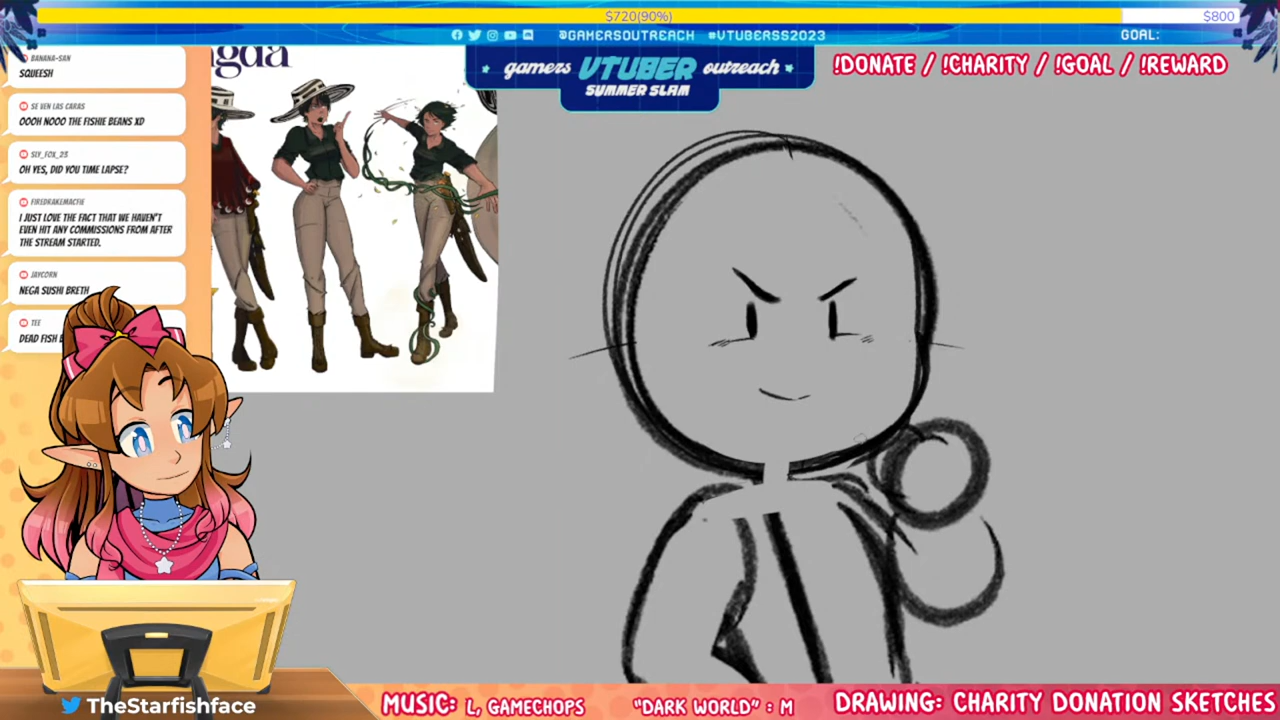 $720(90%)
$800
@GAMERSOUTREACH #VTUBERSS2023
GOAL:
gamers VTUBER outreach
SUMMER SLAM
!DONATE / !CHARITY / !GOAL / !REWARD
BANANA-SAN
SQUEESH
SE VEN LAS CARAS
OOOH NOOO THE FISHIE BEANS XD
SLY_FOX_23
OH YES, DID YOU TIME LAPSE?
FIREDRAKEMACFIE
I JUST LOVE THE FACT THAT WE HAVEN'T
EVEN HIT ANY COMMISSIONS FROM AFTER
THE STREAM STARTED.
JAYCORN
NEGA SUSHI BRETH
TEE
DEAD FISH
TheStarfishface
MUSIC: L, GAMECHOPS "DARK WORLD" : M
DRAWING: CHARITY DONATION SKETCHES